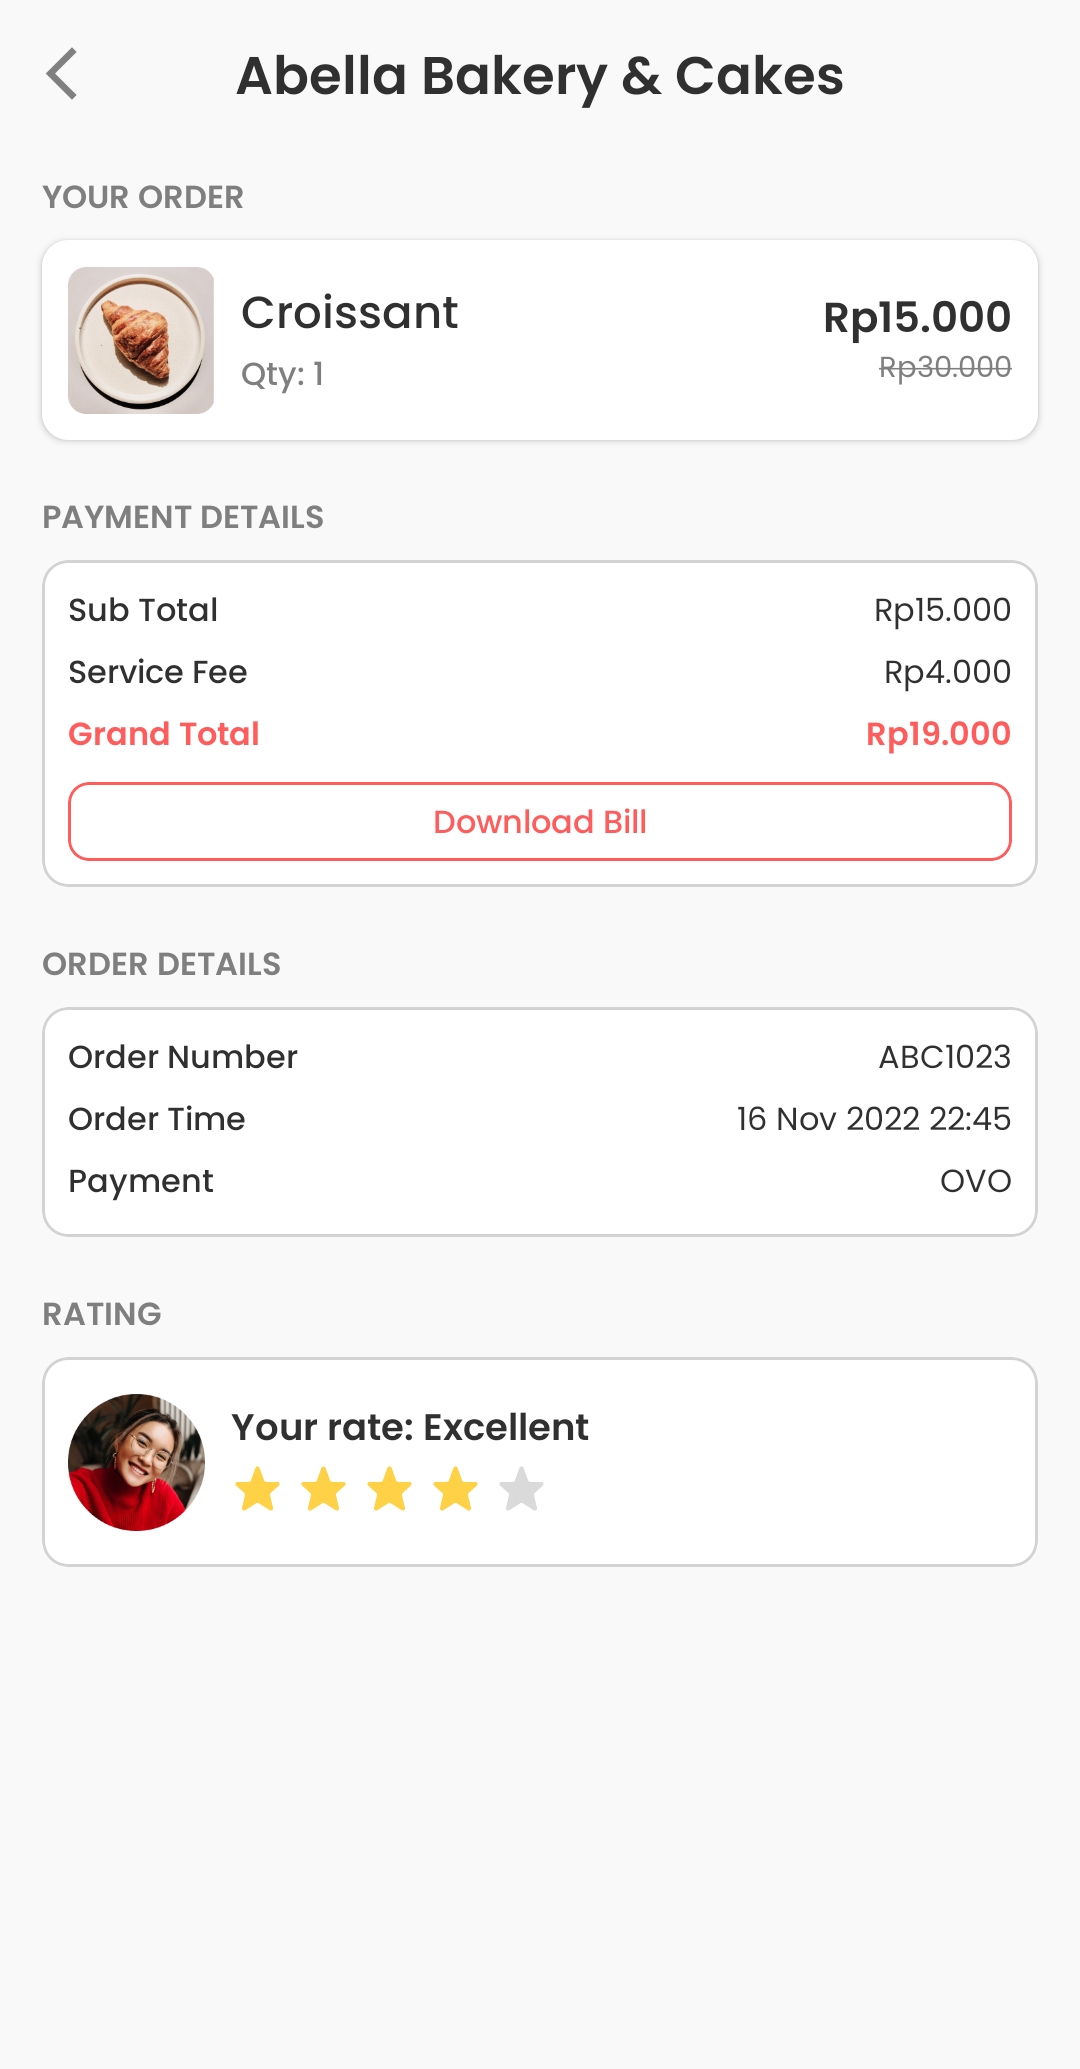 Abella Bakery & Cakes
YOUR ORDER
Croissant
Rp15.000
Qty: 1
Rp30.000
PAYMENT DETAILS
Sub Total Rp15.000
Service Fee Rp4.000
Grand Total Rp19.000
Download Bill
ORDER DETAILS
Order Number ABC1023
Order Time 16 Nov 2022 22:45
Payment OVO
RATING
Your rate: Excellent